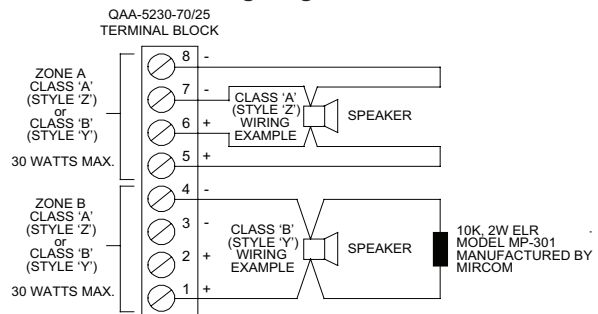 QAA-5230-70/25
TERMINAL BLOCK
ZONE A
CLASS 'A'
(STYLE 'Z')
or
CLASS 'B'
(STYLE 'Y')
30 WATTS MAX.
8 -
7 -
6 +
5 +
CLASS 'A'
(STYLE 'Z')
WIRING
EXAMPLE
SPEAKER
ZONE B
CLASS 'A'
(STYLE 'Z')
or
CLASS 'B'
(STYLE 'Y')
30 WATTS MAX.
4 -
3 -
2 +
1 +
CLASS 'B'
(STYLE 'Y')
WIRING
EXAMPLE
SPEAKER
10K, 2W ELR
MODEL MP-301
MANUFACTURED BY
MIRCOM